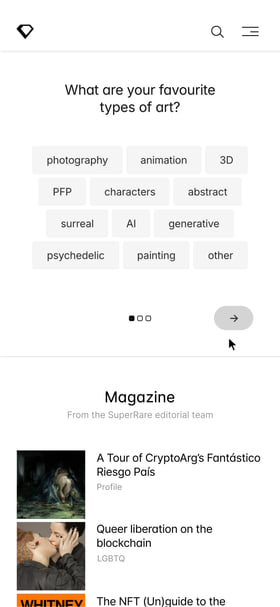 What are your favourite
types of art?
photography animation 3D
PFP characters abstract
surreal AI generative
psychedelic painting other
Magazine
From the SuperRare editorial team
A Tour of CryptoArg's Fantástico
Riesgo País
Profile
Queer liberation on the
blockchain
LGBTQ
WHITNEY
The NFT (Un)guide to the